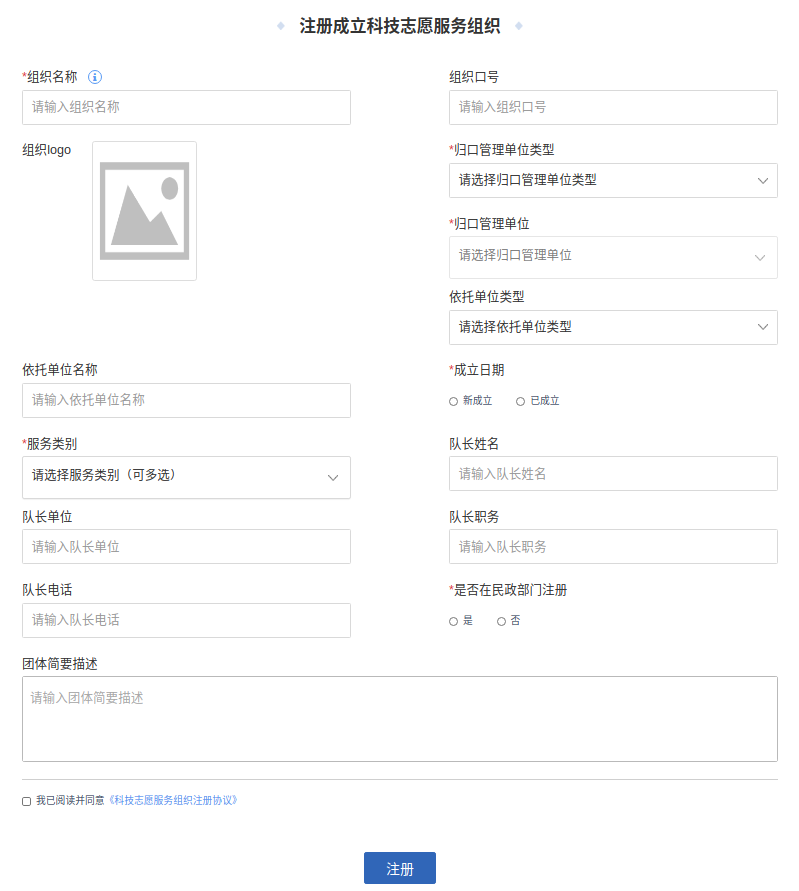 注册成立科技志愿服务组织
*组织名称
组织口号
请输入组织名称
请输入组织口号
组织logo
*归口管理单位类型
请选择归口管理单位类型
*归口管理单位
请选择归口管理单位
依托单位类型
请选择依托单位类型
依托单位名称
*成立日期
请输入依托单位名称
新成立 已成立
*服务类别
队长姓名
请选择服务类别（可多选）
请输入队长姓名
队长单位
队长职务
请输入队长单位
请输入队长职务
队长电话
*是否在民政部门注册
请输入队长电话
是 否
团体简要描述
请输入团体简要描述
我已阅读并同意《科技志愿服务组织注册协议》
注册